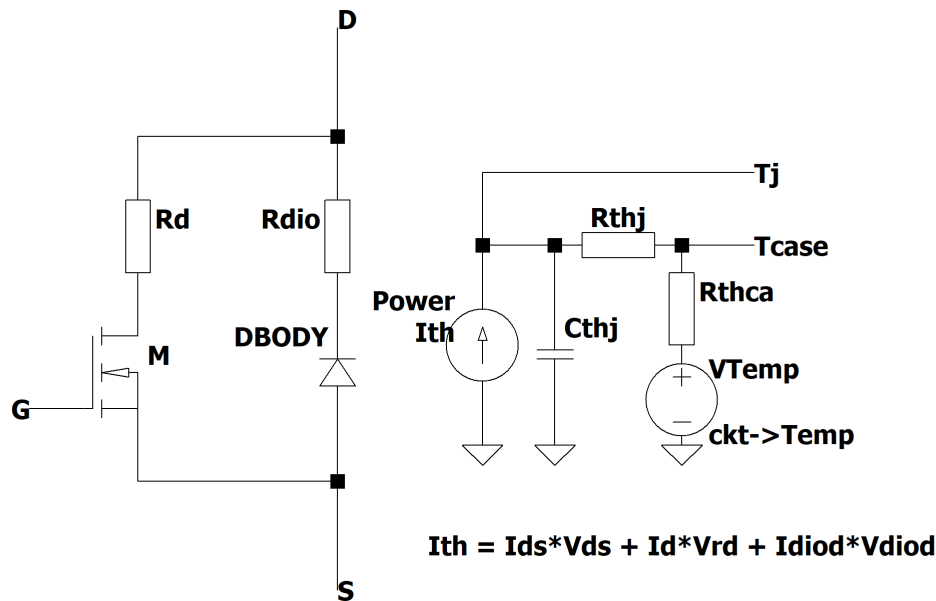 D
Tj
Rd
Rdio
Rthj
Tcase
Rthca
Power
Ith
Cthj
DBODY
M
VTemp
+
G
−
ckt->Temp
Ith = Ids*Vds + Id*Vrd + Idiod*Vdiod
S